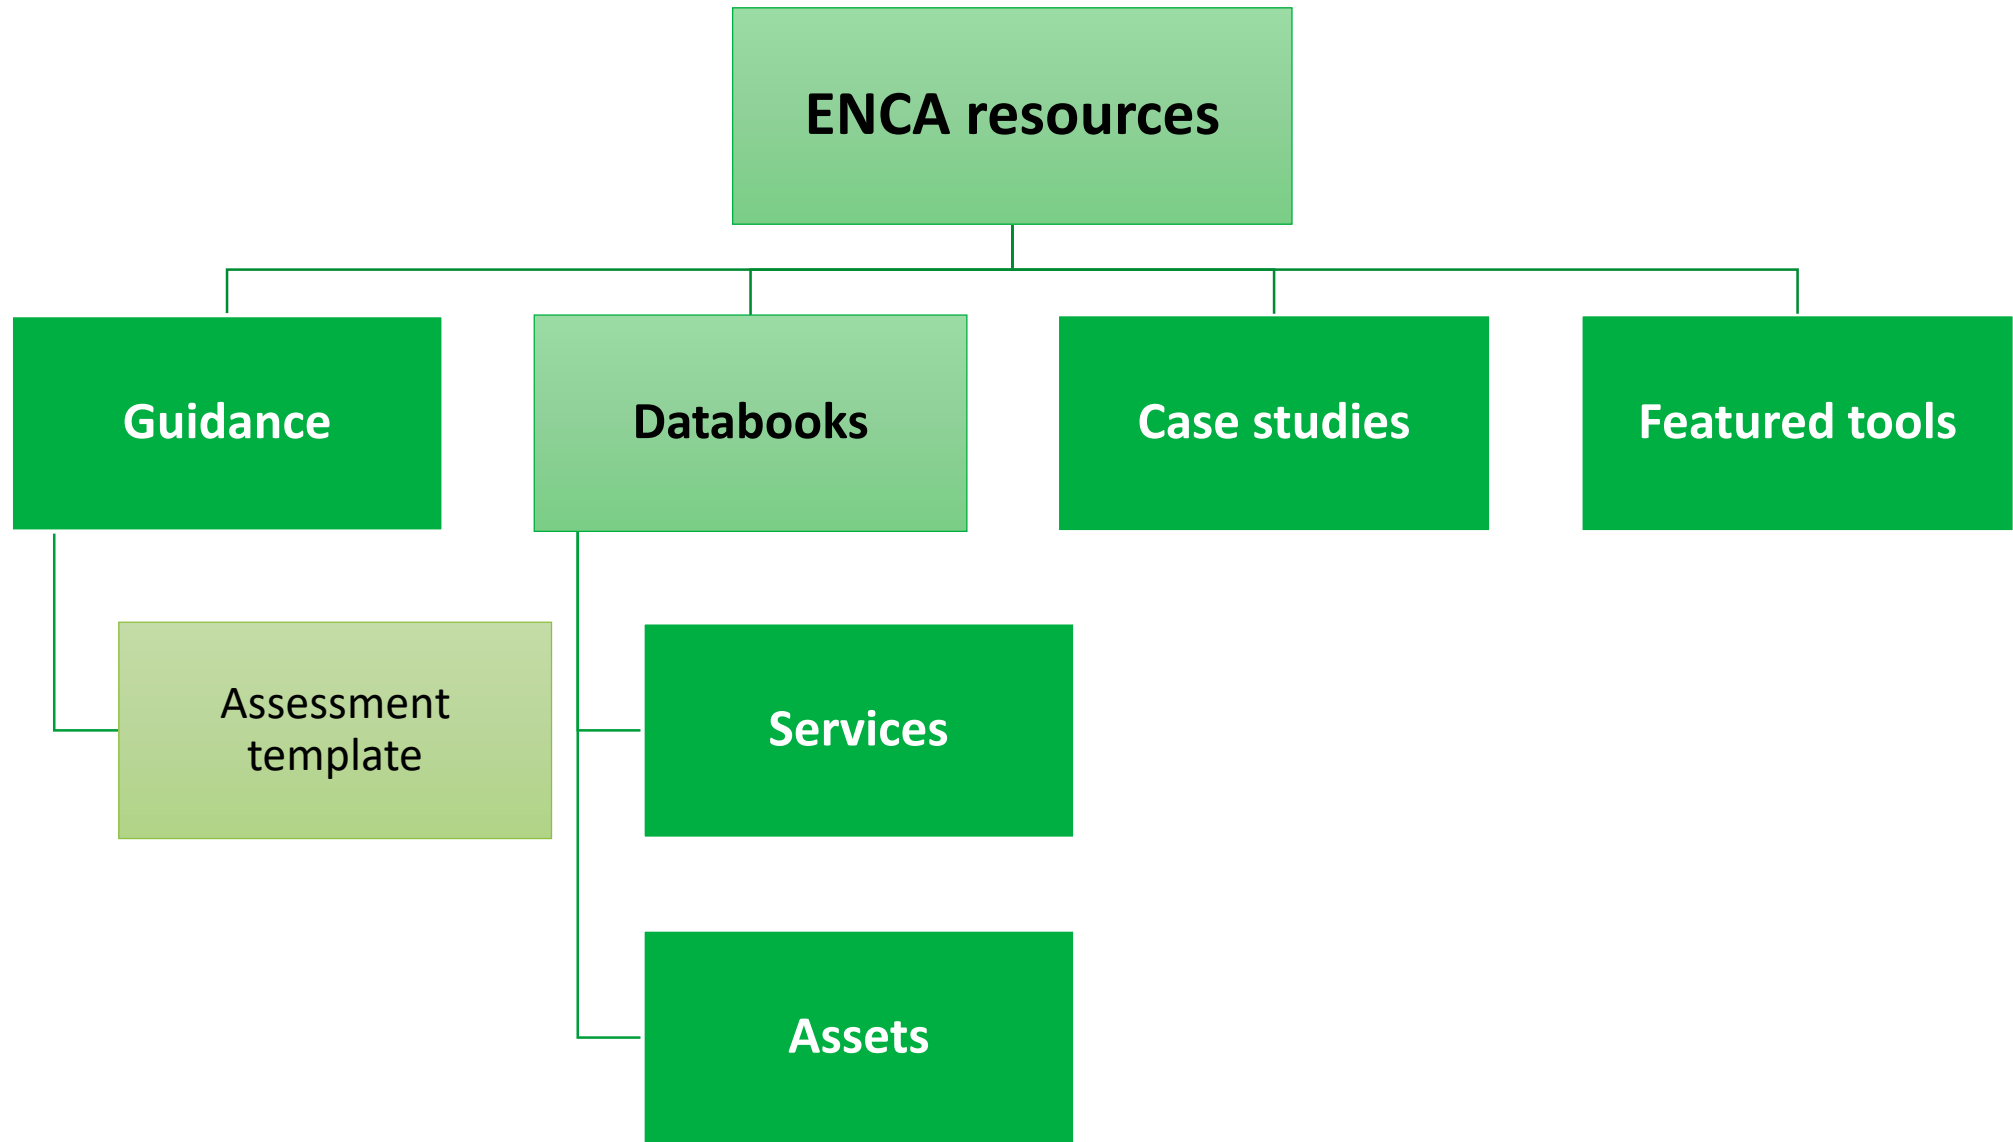 ENCA resources
Guidance
Databooks
Case studies
Featured tools
Assessment
template
Services
Assets